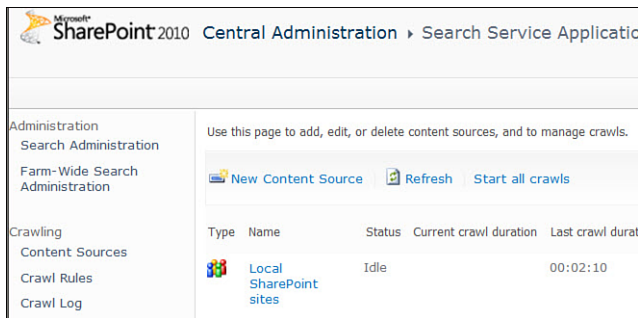 Microsoft®
SharePoint 2010 Central Administration ▸ Search Service Applicatio
Administration
Search Administration
Farm-Wide Search
Administration
Crawling
Content Sources
Crawl Rules
Crawl Log
Use this page to add, edit, or delete content sources, and to manage crawls.
New Content Source Refresh Start all crawls
Type Name Status Current crawl duration Last crawl durat
Local Idle 00:02:10
SharePoint
sites